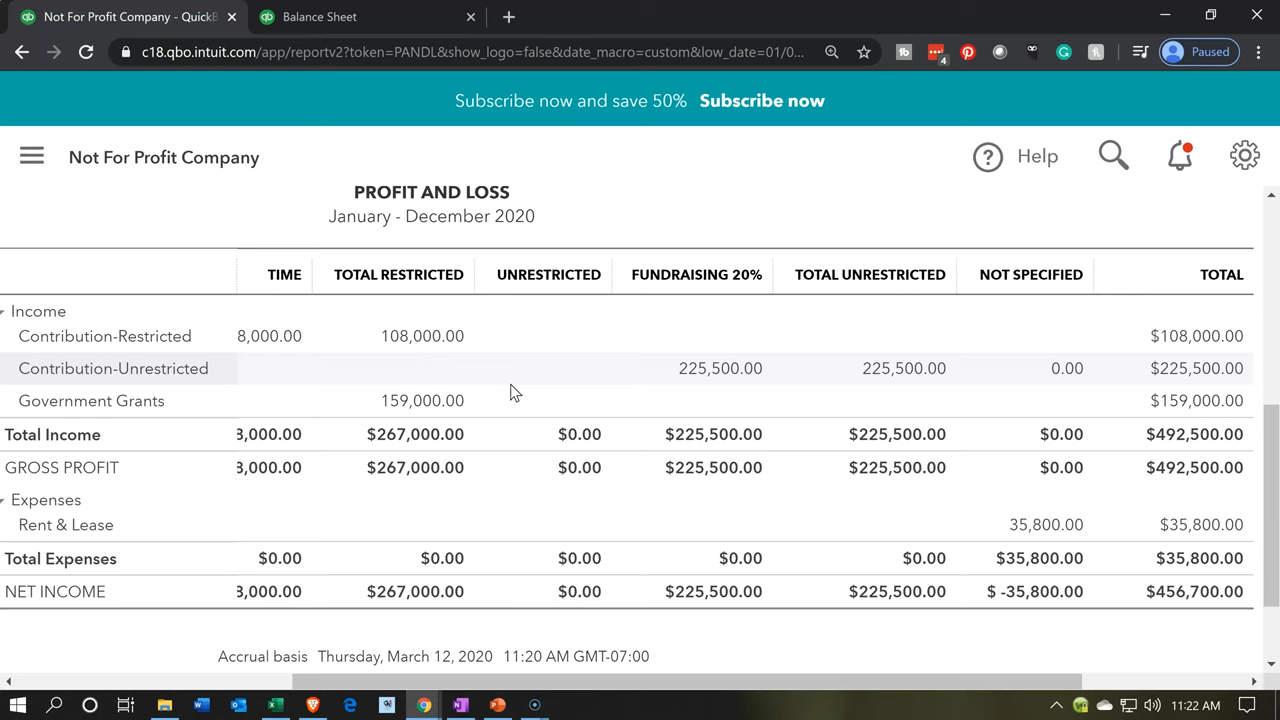 Not For Profit Company - QuickB
Balance Sheet
c18.qbo.intuit.com/app/reportv2?token=PANDL&show_logo=false&date_macro=custom&low_date=01/0...
4
Paused
Subscribe now and save 50% Subscribe now
Not For Profit Company
Help
PROFIT AND LOSS
January - December 2020
TIME TOTAL RESTRICTED UNRESTRICTED FUNDRAISING 20% TOTAL UNRESTRICTED NOT SPECIFIED TOTAL
Income
Contribution-Restricted 8,000.00 108,000.00 $108,000.00
Contribution-Unrestricted 225,500.00 225,500.00 0.00 $225,500.00
Government Grants 159,000.00 $159,000.00
Total Income 3,000.00 $267,000.00 $0.00 $225,500.00 $225,500.00 $0.00 $492,500.00
GROSS PROFIT 3,000.00 $267,000.00 $0.00 $225,500.00 $225,500.00 $0.00 $492,500.00
Expenses
Rent & Lease 35,800.00 $35,800.00
Total Expenses $0.00 $0.00 $0.00 $0.00 $0.00 $35,800.00 $35,800.00
NET INCOME 3,000.00 $267,000.00 $0.00 $225,500.00 $225,500.00 $ -35,800.00 $456,700.00
Accrual basis Thursday, March 12, 2020 11:20 AM GMT-07:00
11:22 AM